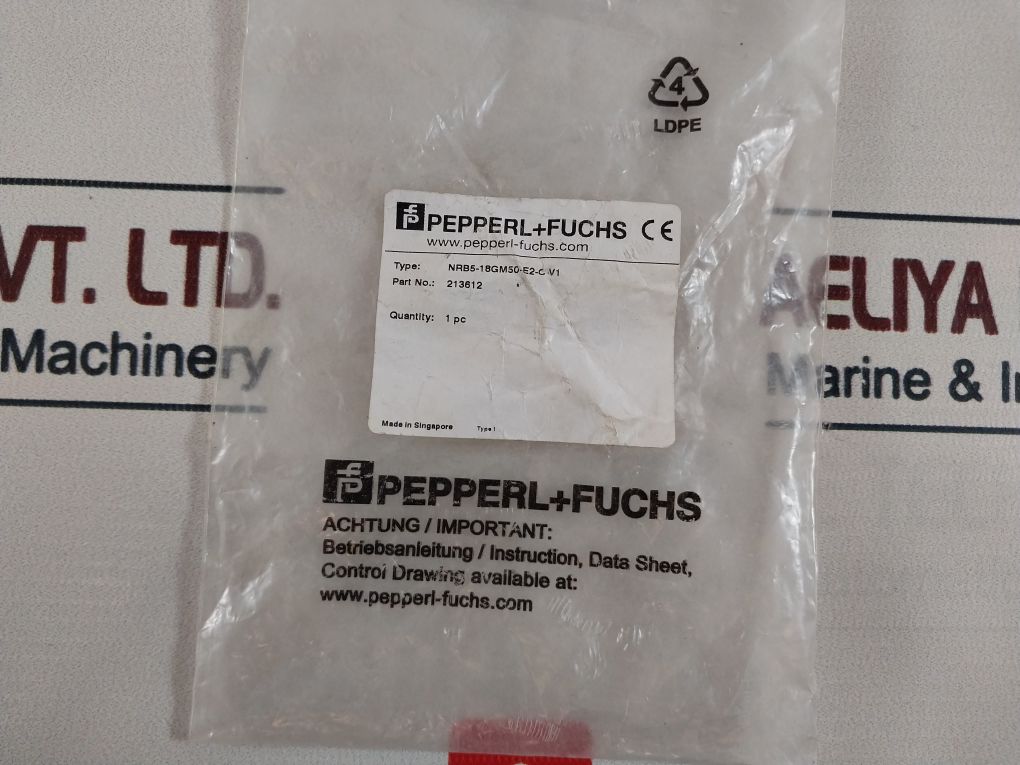 4
LDPE
PEPPERL+FUCHS CE
www.pepperl-fuchs.com
Type: NRB5-18GM50-E2-C-V1
Part No.: 213612
Quantity: 1 pc
Made in Singapore Type 1
VT. LTD.
Machinery
AELIYA
Marine & In
PEPPERL+FUCHS
ACHTUNG / IMPORTANT:
Betriebsanleitung / Instruction, Data Sheet,
Control Drawing available at:
www.pepperl-fuchs.com